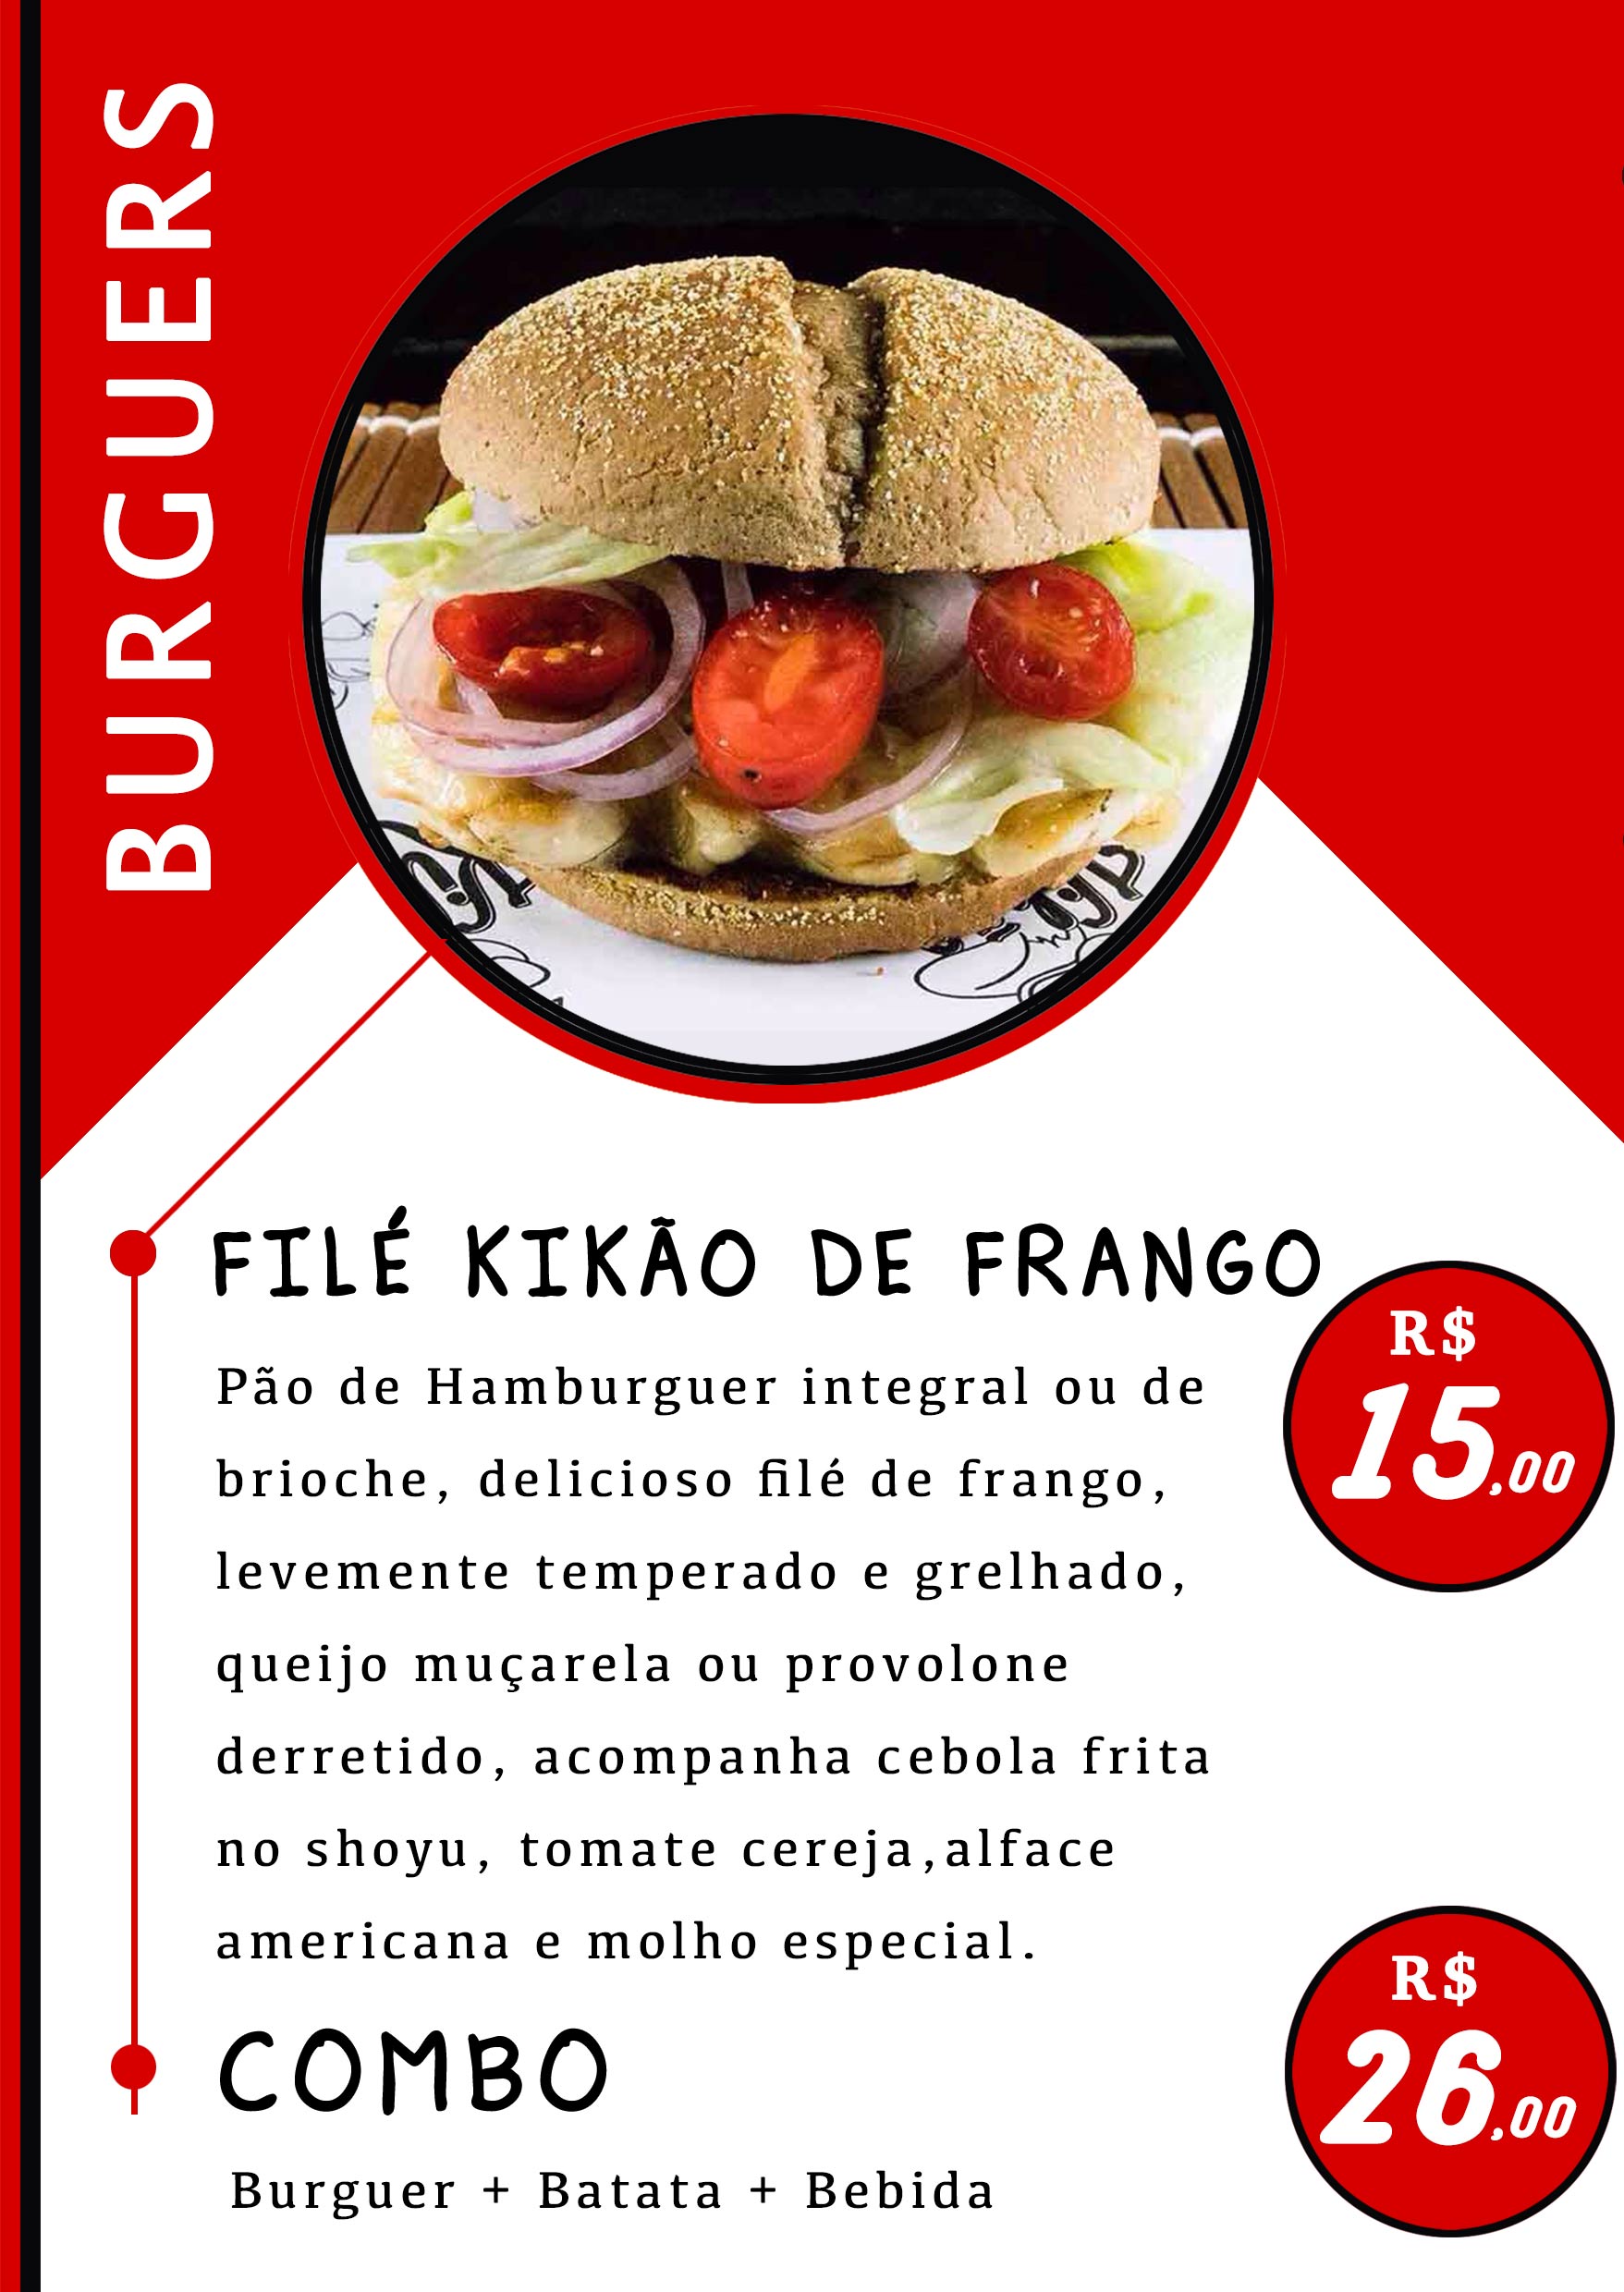 BURGUERS
FILÉ KIKÃO DE FRANGO
R$
15,00
Pão de Hamburguer integral ou de
brioche, delicioso filé de frango,
levemente temperado e grelhado,
queijo muçarela ou provolone
derretido, acompanha cebola frita
no shoyu, tomate cereja,alface
americana e molho especial.
COMBO
R$
26,00
Burguer + Batata + Bebida